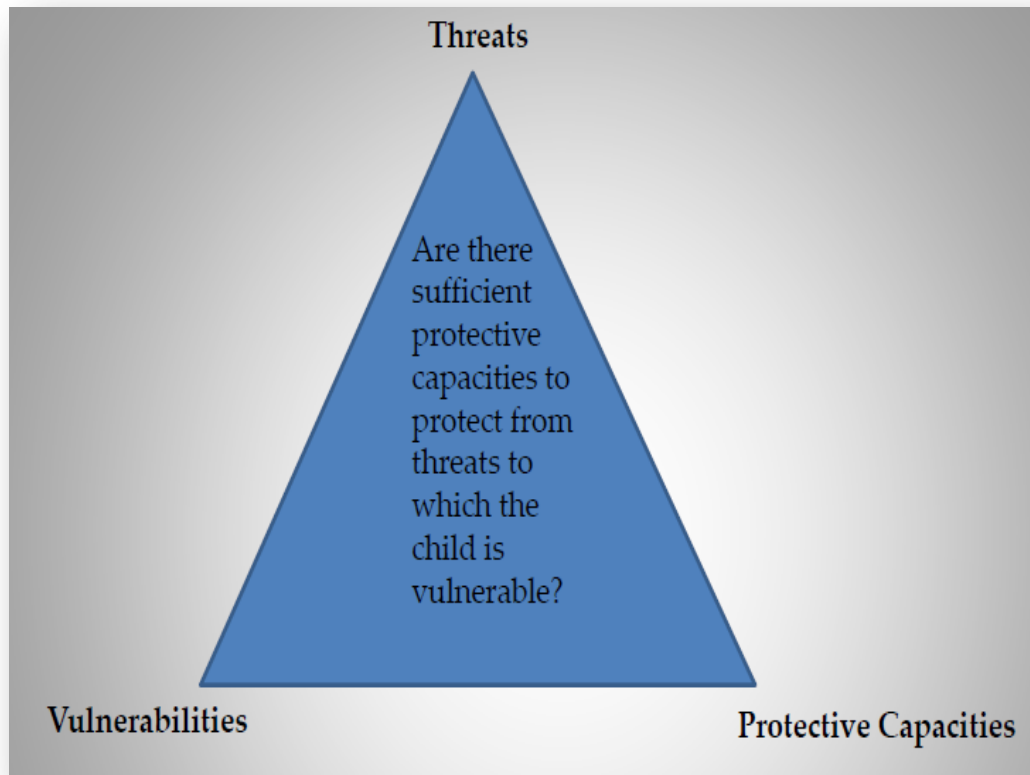 Threats
Are there
sufficient
protective
capacities to
protect from
threats to
which the
child is
vulnerable?
Vulnerabilities
Protective Capacities